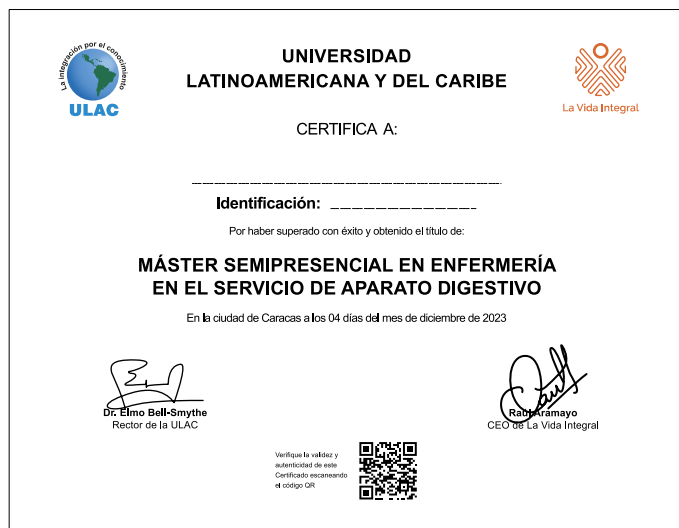 La integración por el conocimiento
ULAC
UNIVERSIDAD
LATINOAMERICANA Y DEL CARIBE
La Vida Integral
CERTIFICA A:
Identificación:
Por haber superado con éxito y obtenido el título de:
MÁSTER SEMIPRESENCIAL EN ENFERMERÍA
EN EL SERVICIO DE APARATO DIGESTIVO
En la ciudad de Caracas a los 04 días del mes de diciembre de 2023
Dr. Elmo Bell-Smythe
Rector de la ULAC
Raúl Aramayo
CEO de La Vida Integral
Verifique la validez y
autenticidad de este
Certificado escaneando
el código QR